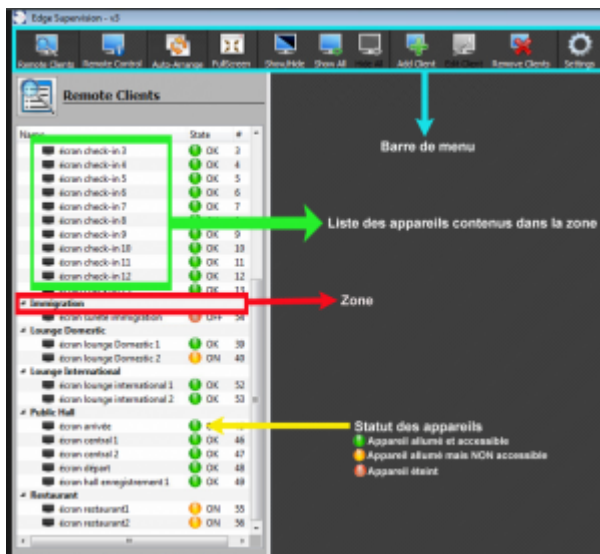 Edge Supervision - v3
Remote Clients Remote Control Auto-Arrange FullScreen Show/Hide Show All Hide All Add Client Edit Client Remove Clients Settings
Remote Clients
Name State #
écran check-in 3 OK 3
écran check-in 4 OK 4
écran check-in 5 OK 5
écran check-in 6 OK 6
écran check-in 7 OK 7
écran check-in 8
écran check-in 9 OK 9
écran check-in 10 OK 10
écran check-in 11 OK 11
écran check-in 12 OK 12
OK 13
Immigration
écran sureté immigration OFF
Lounge Domestic
écran lounge Domestic 1 OK 39
écran lounge Domestic 2 ON 40
Lounge International
écran lounge international 1 OK 52
écran lounge international 2 OK 53
Public Hall
écran arrivée
écran central 1 OK 46
écran central 2 OK 47
écran départ OK 48
écran hall enregistrement 1 OK 49
Restaurant
écran restaurant1 ON 55
écran restaurant2 ON 56
Barre de menu
Liste des appareils contenus dans la zone
Zone
Statut des appareils
Appareil allumé et accessible
Appareil allumé mais NON accessible
Appareil éteint